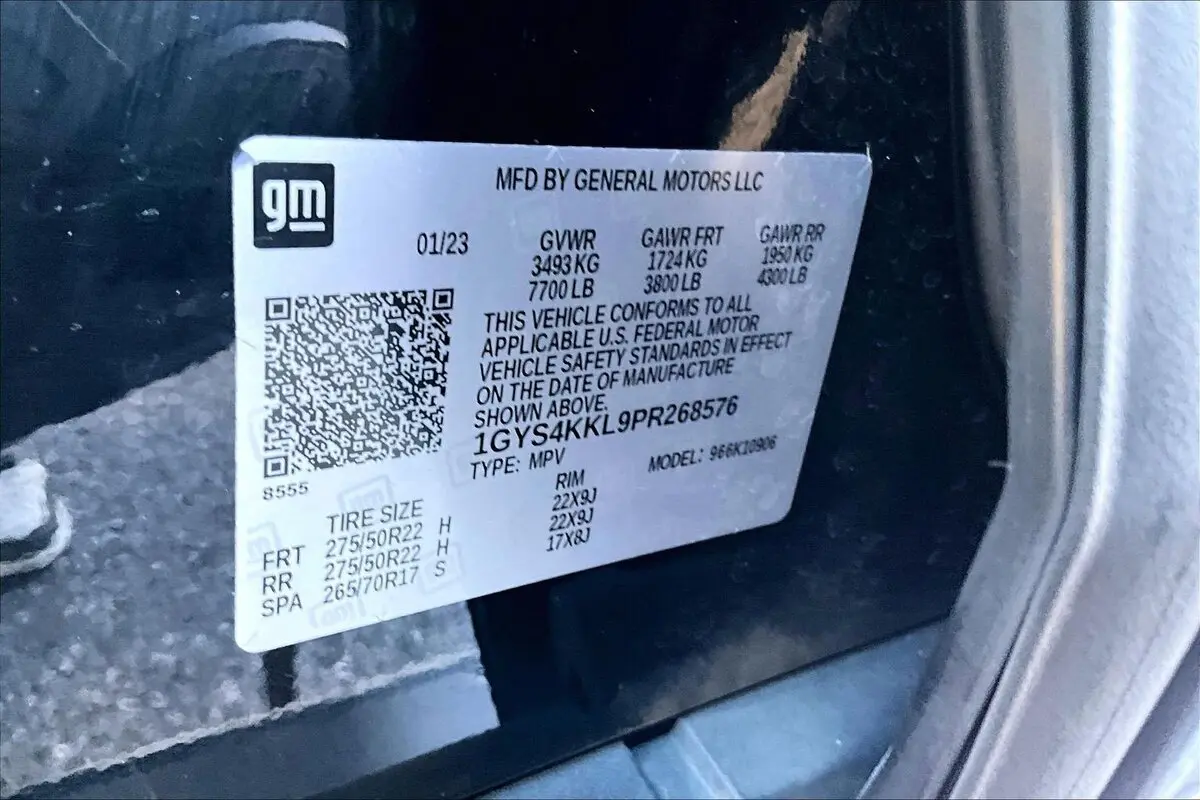 gm
MFD BY GENERAL MOTORS LLC
01/23 GVWR GAWR FRT GAWR RR
3493 KG 1724 KG 1950 KG
7700 LB 3800 LB 4300 LB
THIS VEHICLE CONFORMS TO ALL
APPLICABLE U.S. FEDERAL MOTOR
VEHICLE SAFETY STANDARDS IN EFFECT
ON THE DATE OF MANUFACTURE
SHOWN ABOVE.
1GYS4KKL9PR268576
TYPE: MPV MODEL: 966K10906
8555
TIRE SIZE RIM
FRT 275/50R22 H 22X9J
RR 275/50R22 H 22X9J
SPA 265/70R17 S 17X8J